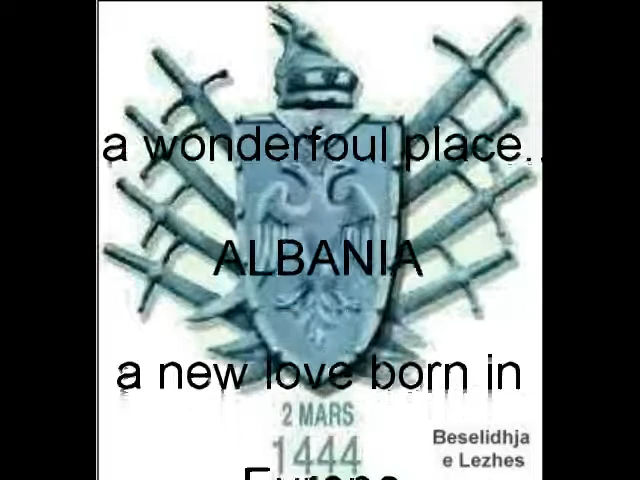 a wonderfoul place..
ALBANIA
a new love born in
2 MARS
1444
Beselidhja
e Lezhes